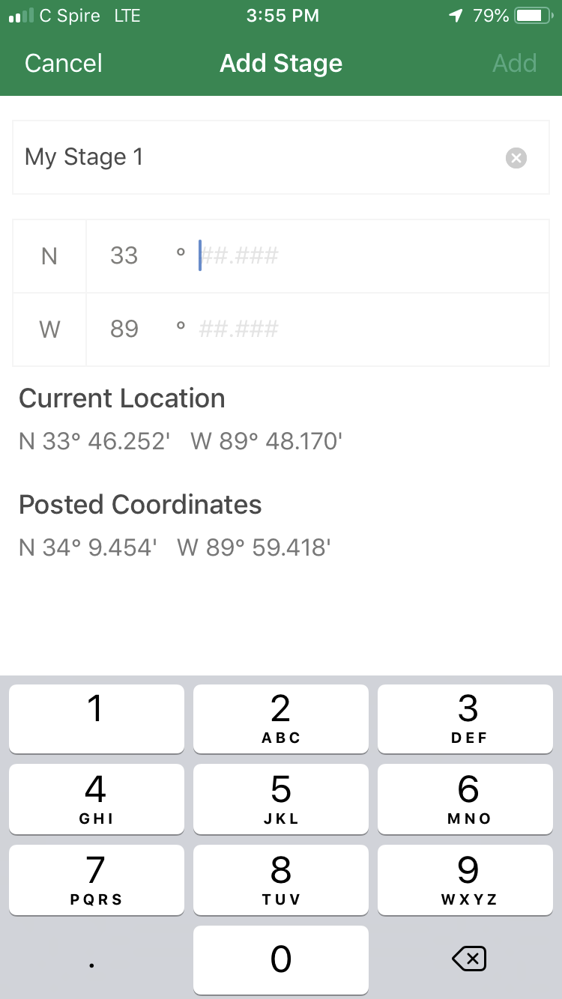 C Spire LTE 3:55 PM 79%
Cancel Add Stage Add
My Stage 1
N 33 ° ##.###
W 89 ° ##.###
Current Location
N 33° 46.252' W 89° 48.170'
Posted Coordinates
N 34° 9.454' W 89° 59.418'
1 2 3
ABC DEF
4 5 6
GHI JKL MNO
7 8 9
PQRS TUV WXYZ
. 0